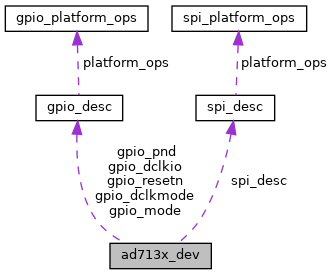 gpio_platform_ops
spi_platform_ops
platform_ops
platform_ops
gpio_desc
spi_desc
gpio_pnd
gpio_dclkio
gpio_resetn
gpio_dclkmode
gpio_mode
spi_desc
ad713x_dev